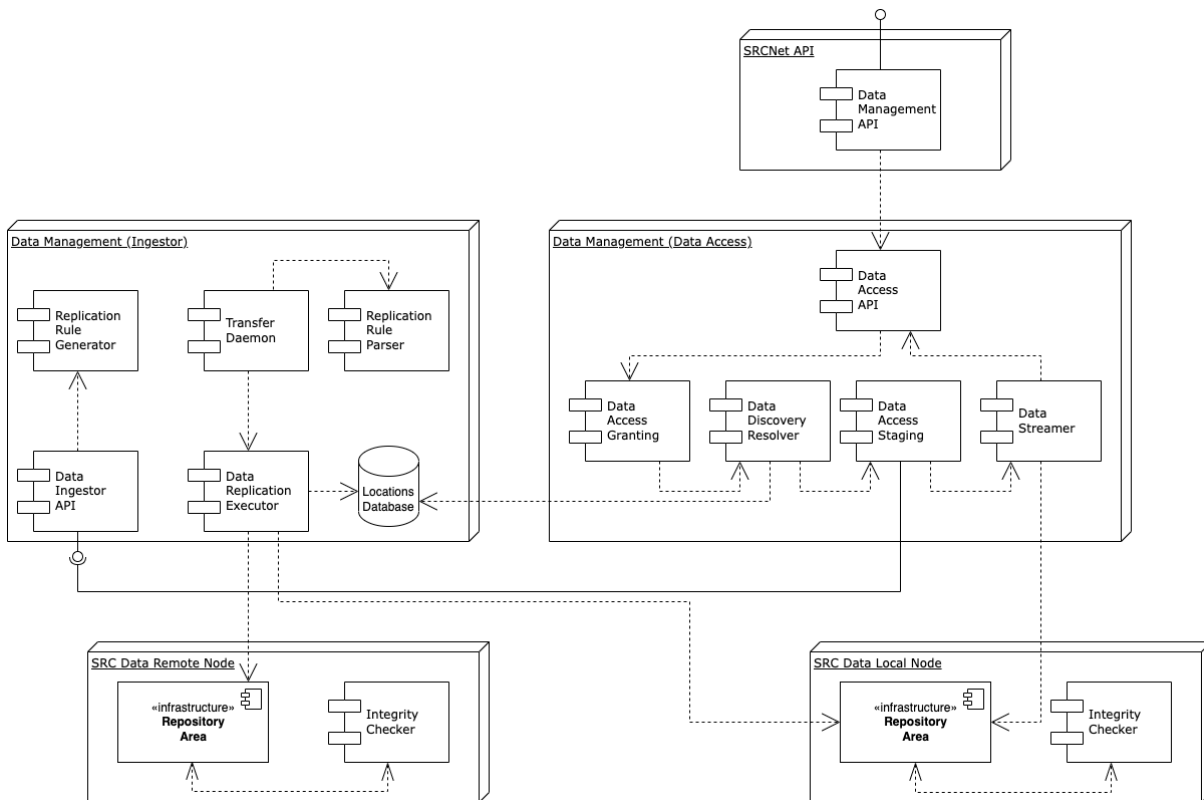 SRCNet API
Data
Management
API
Data Management (Ingestor)
Replication
Rule
Generator
Transfer
Daemon
Replication
Rule
Parser
Data
Ingestor
API
Data
Replication
Executor
Locations
Database
Data Management (Data Access)
Data
Access
API
Data
Access
Granting
Data
Discovery
Resolver
Data
Access
Staging
Data
Streamer
SRC Data Remote Node
«infrastructure»
Repository
Area
Integrity
Checker
SRC Data Local Node
«infrastructure»
Repository
Area
Integrity
Checker